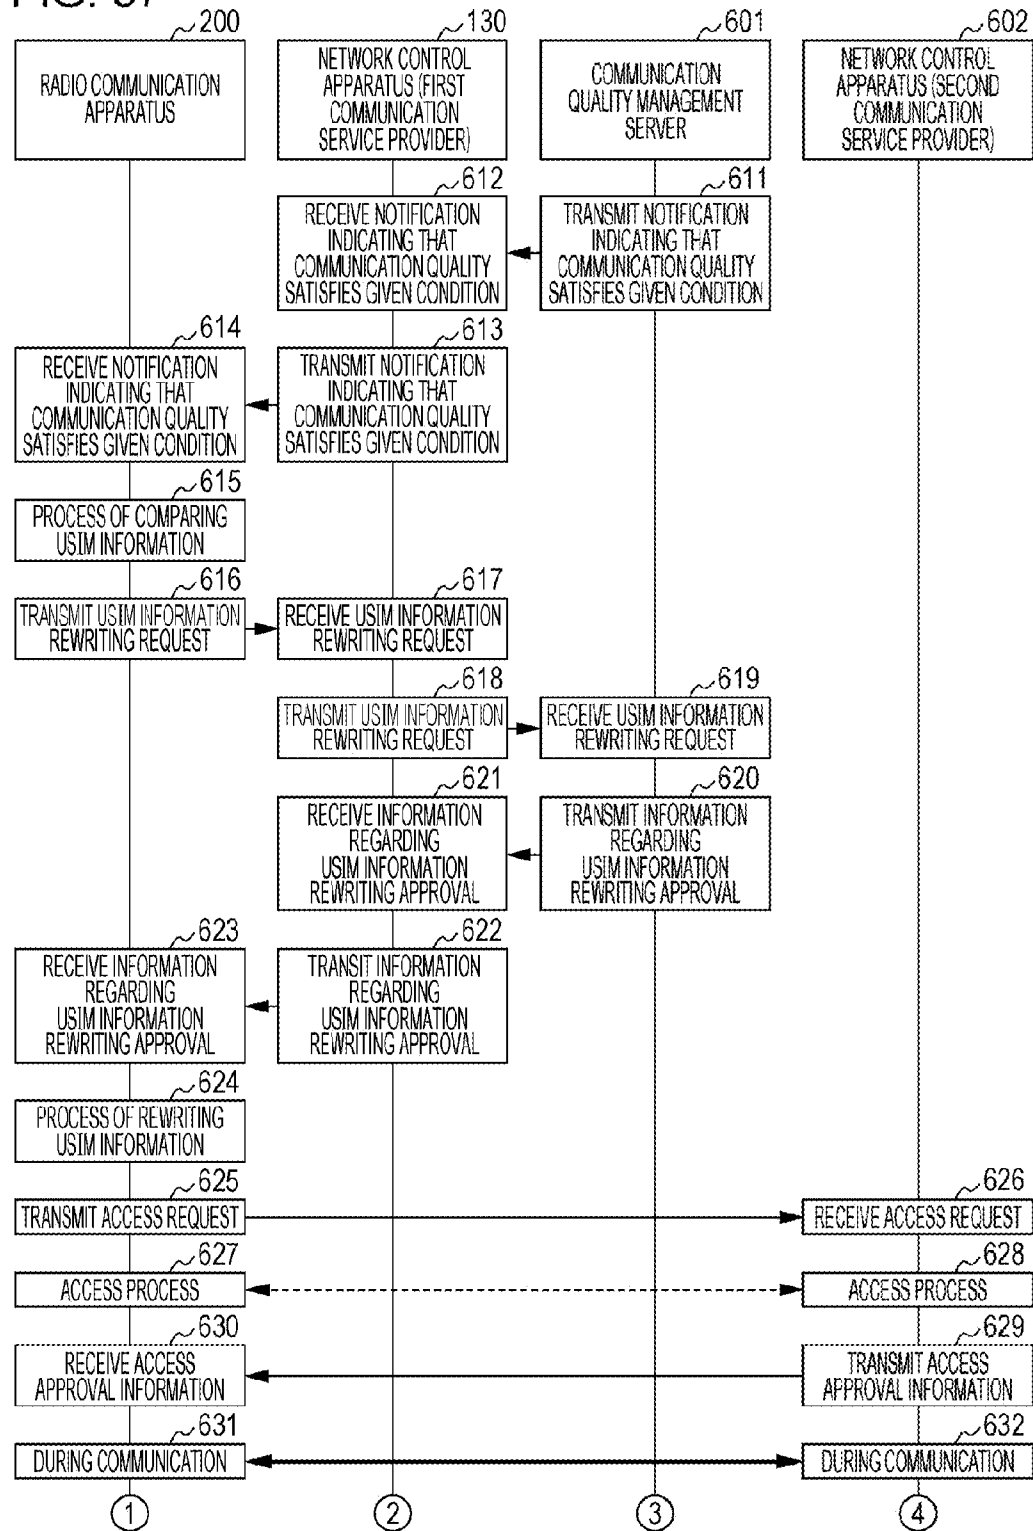 200
RADIO COMMUNICATION
APPARATUS
130
NETWORK CONTROL
APPARATUS (FIRST
COMMUNICATION
SERVICE PROVIDER)
601
COMMUNICATION
QUALITY MANAGEMENT
SERVER
602
NETWORK CONTROL
APPARATUS (SECOND
COMMUNICATION
SERVICE PROVIDER)
612
RECEIVE NOTIFICATION
INDICATING THAT
COMMUNICATION QUALITY
SATISFIES GIVEN CONDITION
611
TRANSMIT NOTIFICATION
INDICATING THAT
COMMUNICATION QUALITY
SATISFIES GIVEN CONDITION
614
RECEIVE NOTIFICATION
INDICATING THAT
COMMUNICATION QUALITY
SATISFIES GIVEN CONDITION
613
TRANSMIT NOTIFICATION
INDICATING THAT
COMMUNICATION QUALITY
SATISFIES GIVEN CONDITION
615
PROCESS OF COMPARING
USIM INFORMATION
616
TRANSMIT USIM INFORMATION
REWRITING REQUEST
617
RECEIVE USIM INFORMATION
REWRITING REQUEST
618
TRANSMIT USIM INFORMATION
REWRITING REQUEST
619
RECEIVE USIM INFORMATION
REWRITING REQUEST
621
RECEIVE INFORMATION
REGARDING
USIM INFORMATION
REWRITING APPROVAL
620
TRANSMIT INFORMATION
REGARDING
USIM INFORMATION
REWRITING APPROVAL
623
RECEIVE INFORMATION
REGARDING
USIM INFORMATION
REWRITING APPROVAL
622
TRANSIT INFORMATION
REGARDING
USIM INFORMATION
REWRITING APPROVAL
624
PROCESS OF REWRITING
USIM INFORMATION
625
TRANSMIT ACCESS REQUEST
626
RECEIVE ACCESS REQUEST
627
ACCESS PROCESS
628
ACCESS PROCESS
630
RECEIVE ACCESS
APPROVAL INFORMATION
629
TRANSMIT ACCESS
APPROVAL INFORMATION
631
DURING COMMUNICATION
632
DURING COMMUNICATION
1
2
3
4